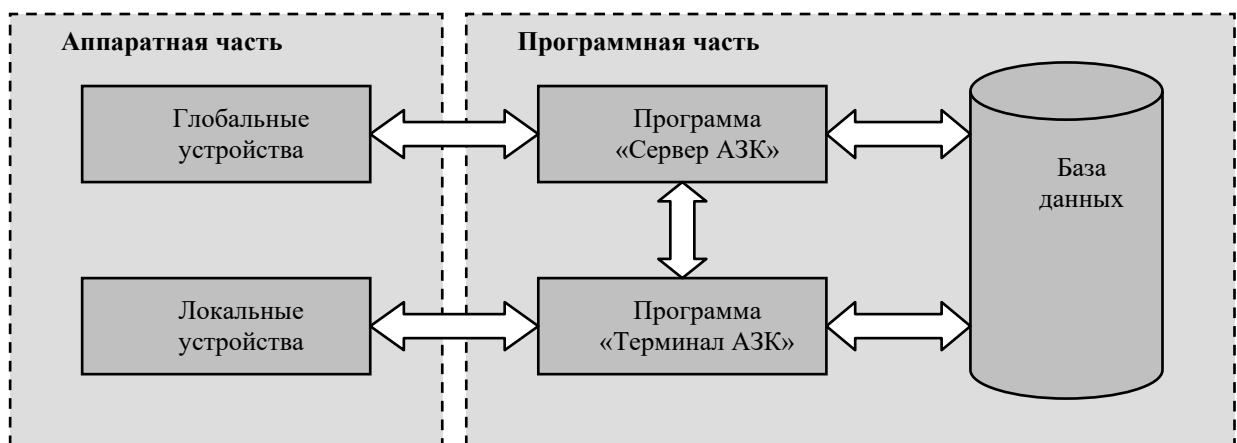 Аппаратная часть
Программная часть
Глобальные
устройства
Программа
«Сервер АЗК»
База
данных
Локальные
устройства
Программа
«Терминал АЗК»